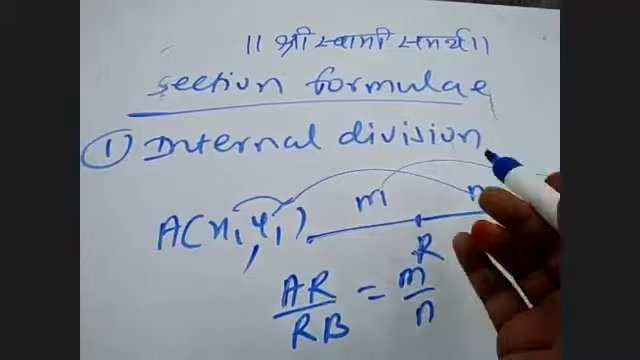 || श्री स्वामी समर्थ ||
section formulae
① Internal division
A(x₁, y₁) m n
R
AR/RB = m/n